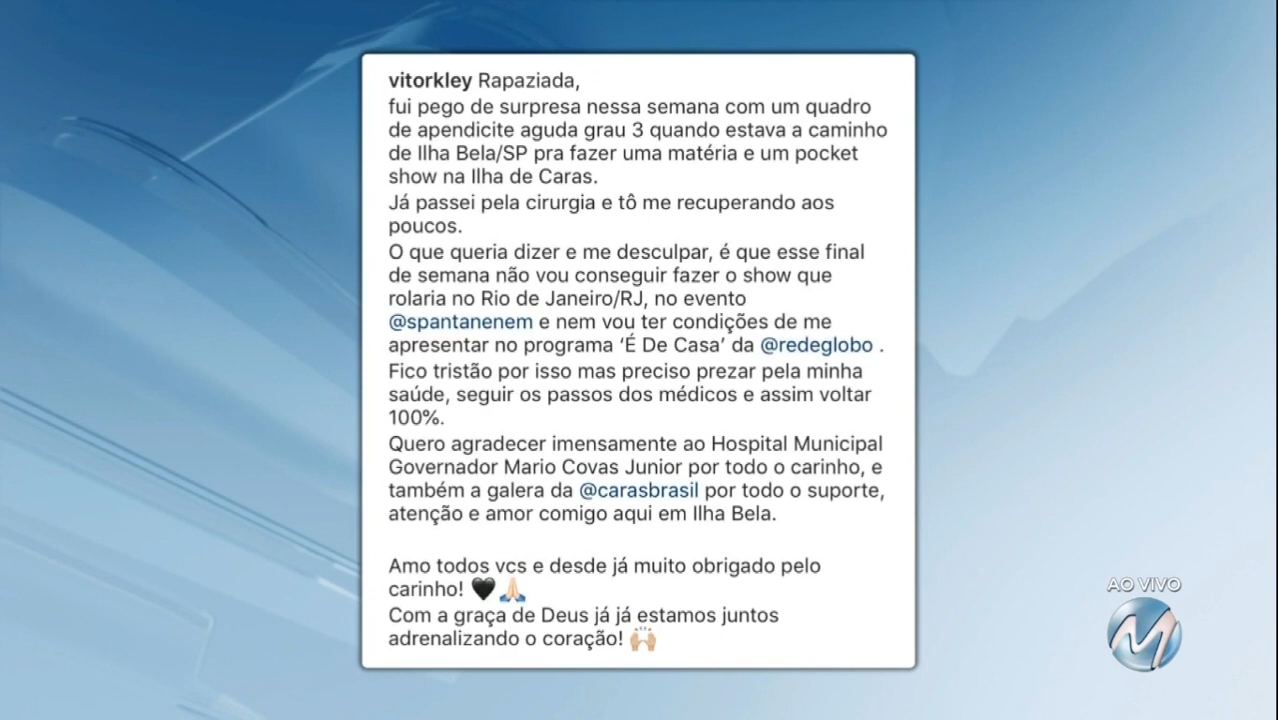 vitorkley Rapaziada,
fui pego de surpresa nessa semana com um quadro
de apendicite aguda grau 3 quando estava a caminho
de Ilha Bela/SP pra fazer uma matéria e um pocket
show na Ilha de Caras.
Já passei pela cirurgia e tô me recuperando aos
poucos.
O que queria dizer e me desculpar, é que esse final
de semana não vou conseguir fazer o show que
rolaria no Rio de Janeiro/RJ, no evento
@spantanenem e nem vou ter condições de me
apresentar no programa ‘É De Casa’ da @redeglobo .
Fico tristão por isso mas preciso prezar pela minha
saúde, seguir os passos dos médicos e assim voltar
100%.
Quero agradecer imensamente ao Hospital Municipal
Governador Mario Covas Junior por todo o carinho, e
também a galera da @carasbrasil por todo o suporte,
atenção e amor comigo aqui em Ilha Bela.
Amo todos vcs e desde já muito obrigado pelo
carinho! 🖤🙏🏻
Com a graça de Deus já já estamos juntos
adrenalizando o coração! 🙌🏼
AO VIVO
M